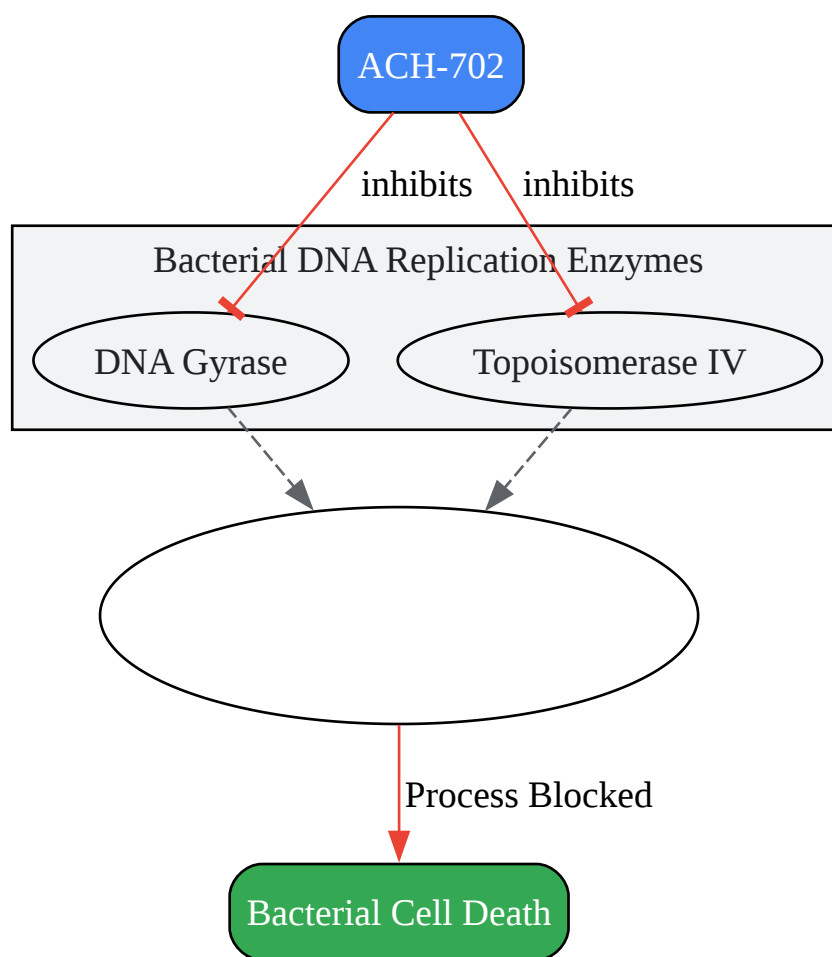 ACH-702
inhibits inhibits
Bacterial DNA Replication Enzymes
DNA Gyrase Topoisomerase IV
Process Blocked
Bacterial Cell Death